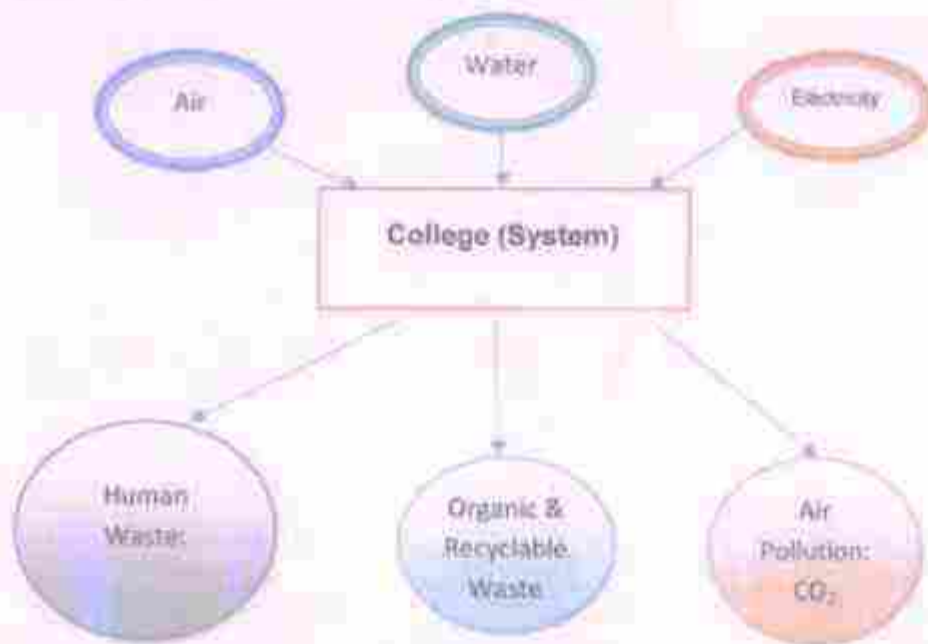 Air
Water
Electricity
College (System)
Human
Waste:
Organic &
Recyclable
Waste
Air
Pollution:
CO₂